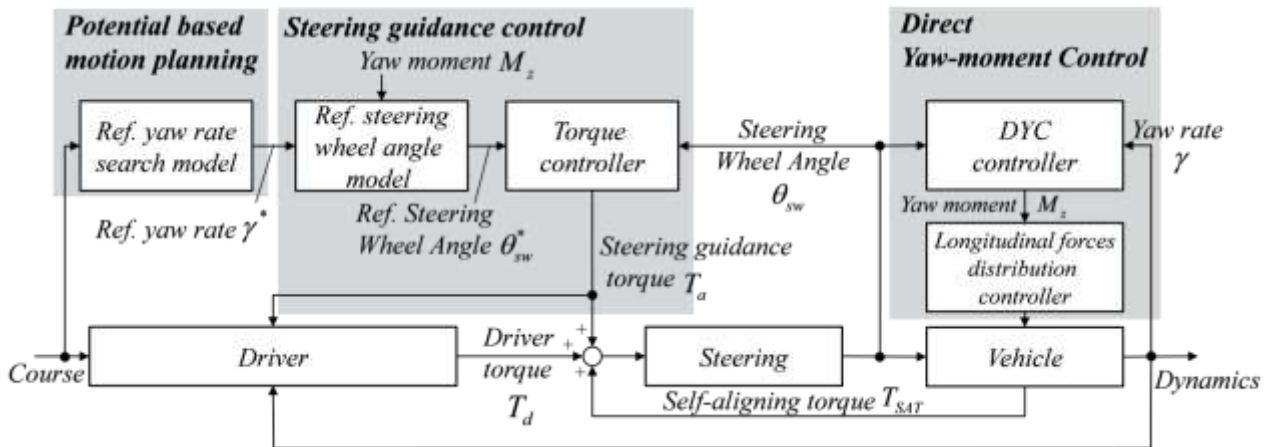 Potential based
motion planning
Steering guidance control
Yaw moment M_z
Direct
Yaw-moment Control
Ref. yaw rate
search model
Ref. steering
wheel angle
model
Torque
controller
Steering
Wheel Angle
θ_sw
DYC
controller
Yaw rate
γ
Ref. yaw rate γ*
Ref. Steering
Wheel Angle θ*_sw
Yaw moment M_z
Longitudinal forces
distribution
controller
Steering guidance
torque T_a
Course
Driver
Driver
torque
T_d
+
+
+
Steering
Vehicle
Dynamics
Self-aligning torque T_SAT